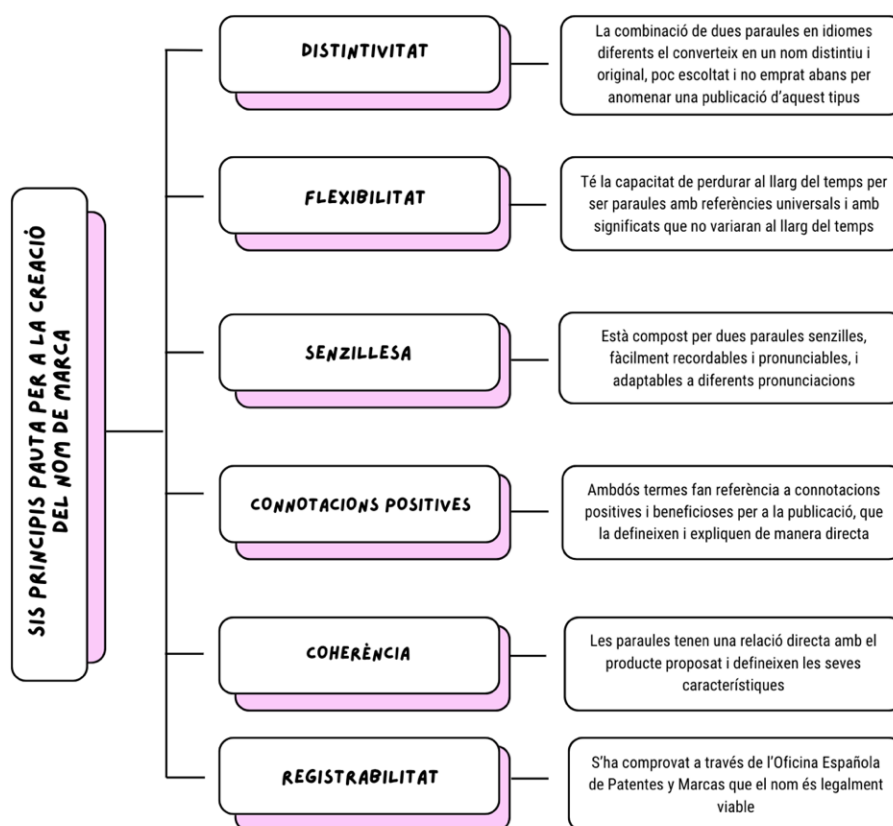 SIS PRINCIPIS PAUTA PER A LA CREACIÓ
DEL NOM DE MARCA
DISTINTIVITAT
La combinació de dues paraules en idiomes
diferents el converteix en un nom distintiu i
original, poc escoltat i no emprat abans per
anomenar una publicació d'aquest tipus
FLEXIBILITAT
Té la capacitat de perdurar al llarg del temps per
ser paraules amb referències universals i amb
significats que no variaran al llarg del temps
SENZILLESA
Està compost per dues paraules senzilles,
fàcilment recordables i pronunciables, i
adaptables a diferents pronunciacions
CONNOTACIONS POSITIVES
Ambdós termes fan referència a connotacions
positives i beneficioses per a la publicació, que
la defineixen i expliquen de manera directa
COHERÈNCIA
Les paraules tenen una relació directa amb el
producte proposat i defineixen les seves
característiques
REGISTRABILITAT
S'ha comprovat a través de l'Oficina Española
de Patentes y Marcas que el nom és legalment
viable